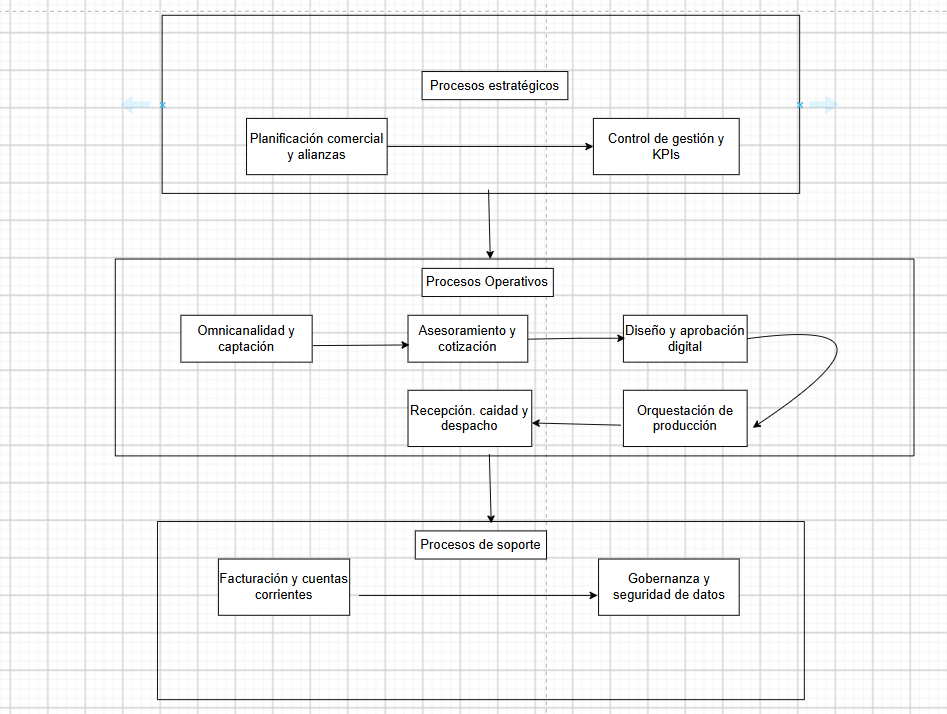 Procesos estratégicos
Planificación comercial
y alianzas
Control de gestión y
KPIs
Procesos Operativos
Omnicanalidad y
captación
Asesoramiento y
cotización
Diseño y aprobación
digital
Recepción. caidad y
despacho
Orquestación de
producción
Procesos de soporte
Facturación y cuentas
corrientes
Gobernanza y
seguridad de datos